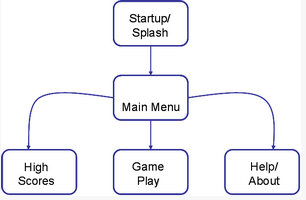 Startup/
Splash
Main Menu
High
Scores
Game
Play
Help/
About